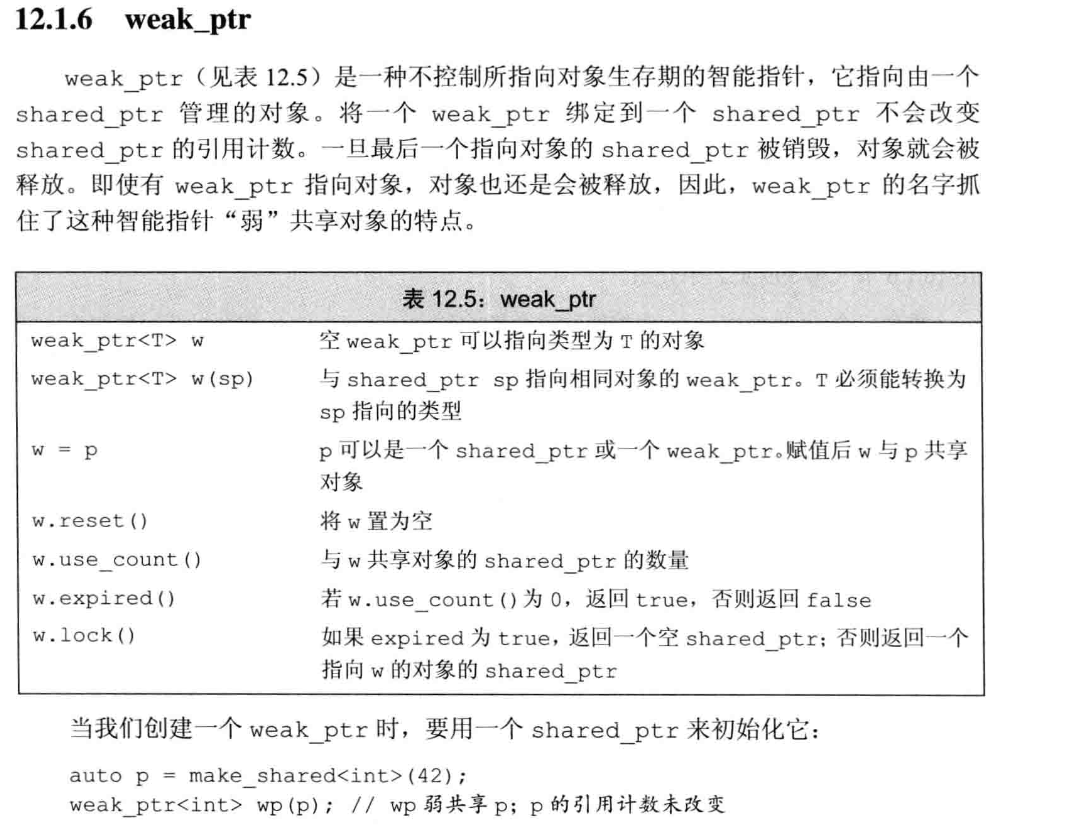 12.1.6 weak_ptr
weak_ptr（见表 12.5）是一种不控制所指向对象生存期的智能指针，它指向由一个
shared_ptr 管理的对象。将一个 weak_ptr 绑定到一个 shared_ptr 不会改变
shared_ptr 的引用计数。一旦最后一个指向对象的 shared_ptr 被销毁，对象就会被
释放。即使有 weak_ptr 指向对象，对象也还是会被释放，因此，weak_ptr 的名字抓
住了这种智能指针“弱”共享对象的特点。
表 12.5：weak_ptr
weak_ptr<T> w 空 weak_ptr 可以指向类型为 T 的对象
weak_ptr<T> w(sp) 与 shared_ptr sp 指向相同对象的 weak_ptr。T 必须能转换为
sp 指向的类型
w = p p 可以是一个 shared_ptr 或一个 weak_ptr。赋值后 w 与 p 共享
对象
w.reset() 将 w 置为空
w.use_count() 与 w 共享对象的 shared_ptr 的数量
w.expired() 若 w.use_count()为 0，返回 true，否则返回 false
w.lock() 如果 expired 为 true，返回一个空 shared_ptr；否则返回一个
指向 w 的对象的 shared_ptr
当我们创建一个 weak_ptr 时，要用一个 shared_ptr 来初始化它：
auto p = make_shared<int>(42);
weak_ptr<int> wp(p); // wp 弱共享 p; p 的引用计数未改变